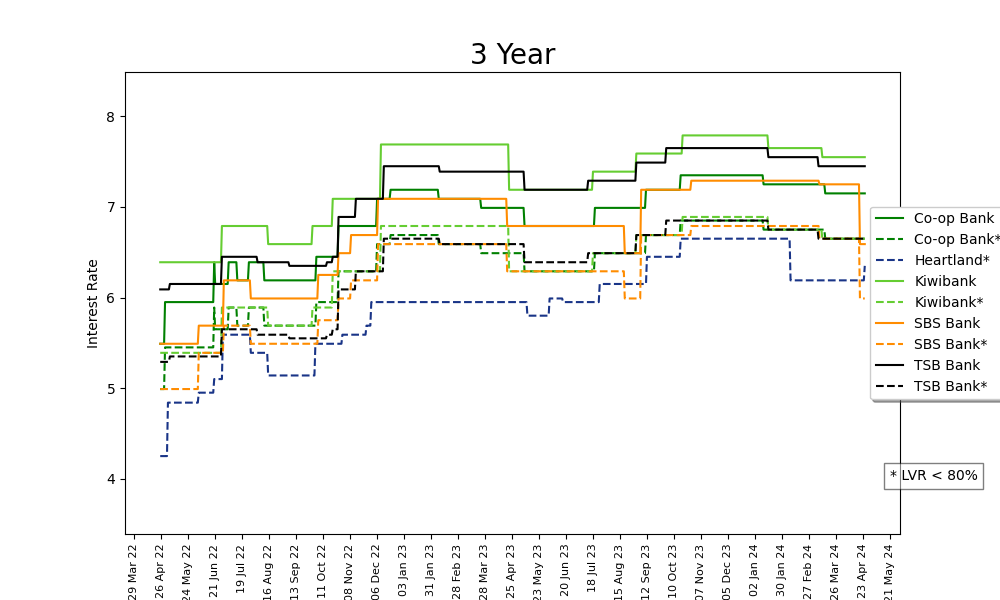 3 Year
Interest Rate
8
7
6
5
4
29 Mar 22
26 Apr 22
24 May 22
21 Jun 22
19 Jul 22
16 Aug 22
13 Sep 22
11 Oct 22
08 Nov 22
06 Dec 22
03 Jan 23
31 Jan 23
28 Feb 23
28 Mar 23
25 Apr 23
23 May 23
20 Jun 23
18 Jul 23
15 Aug 23
12 Sep 23
10 Oct 23
07 Nov 23
05 Dec 23
02 Jan 24
30 Jan 24
27 Feb 24
26 Mar 24
23 Apr 24
21 May 24
Co-op Bank
Co-op Bank*
Heartland*
Kiwibank
Kiwibank*
SBS Bank
SBS Bank*
TSB Bank
TSB Bank*
* LVR < 80%